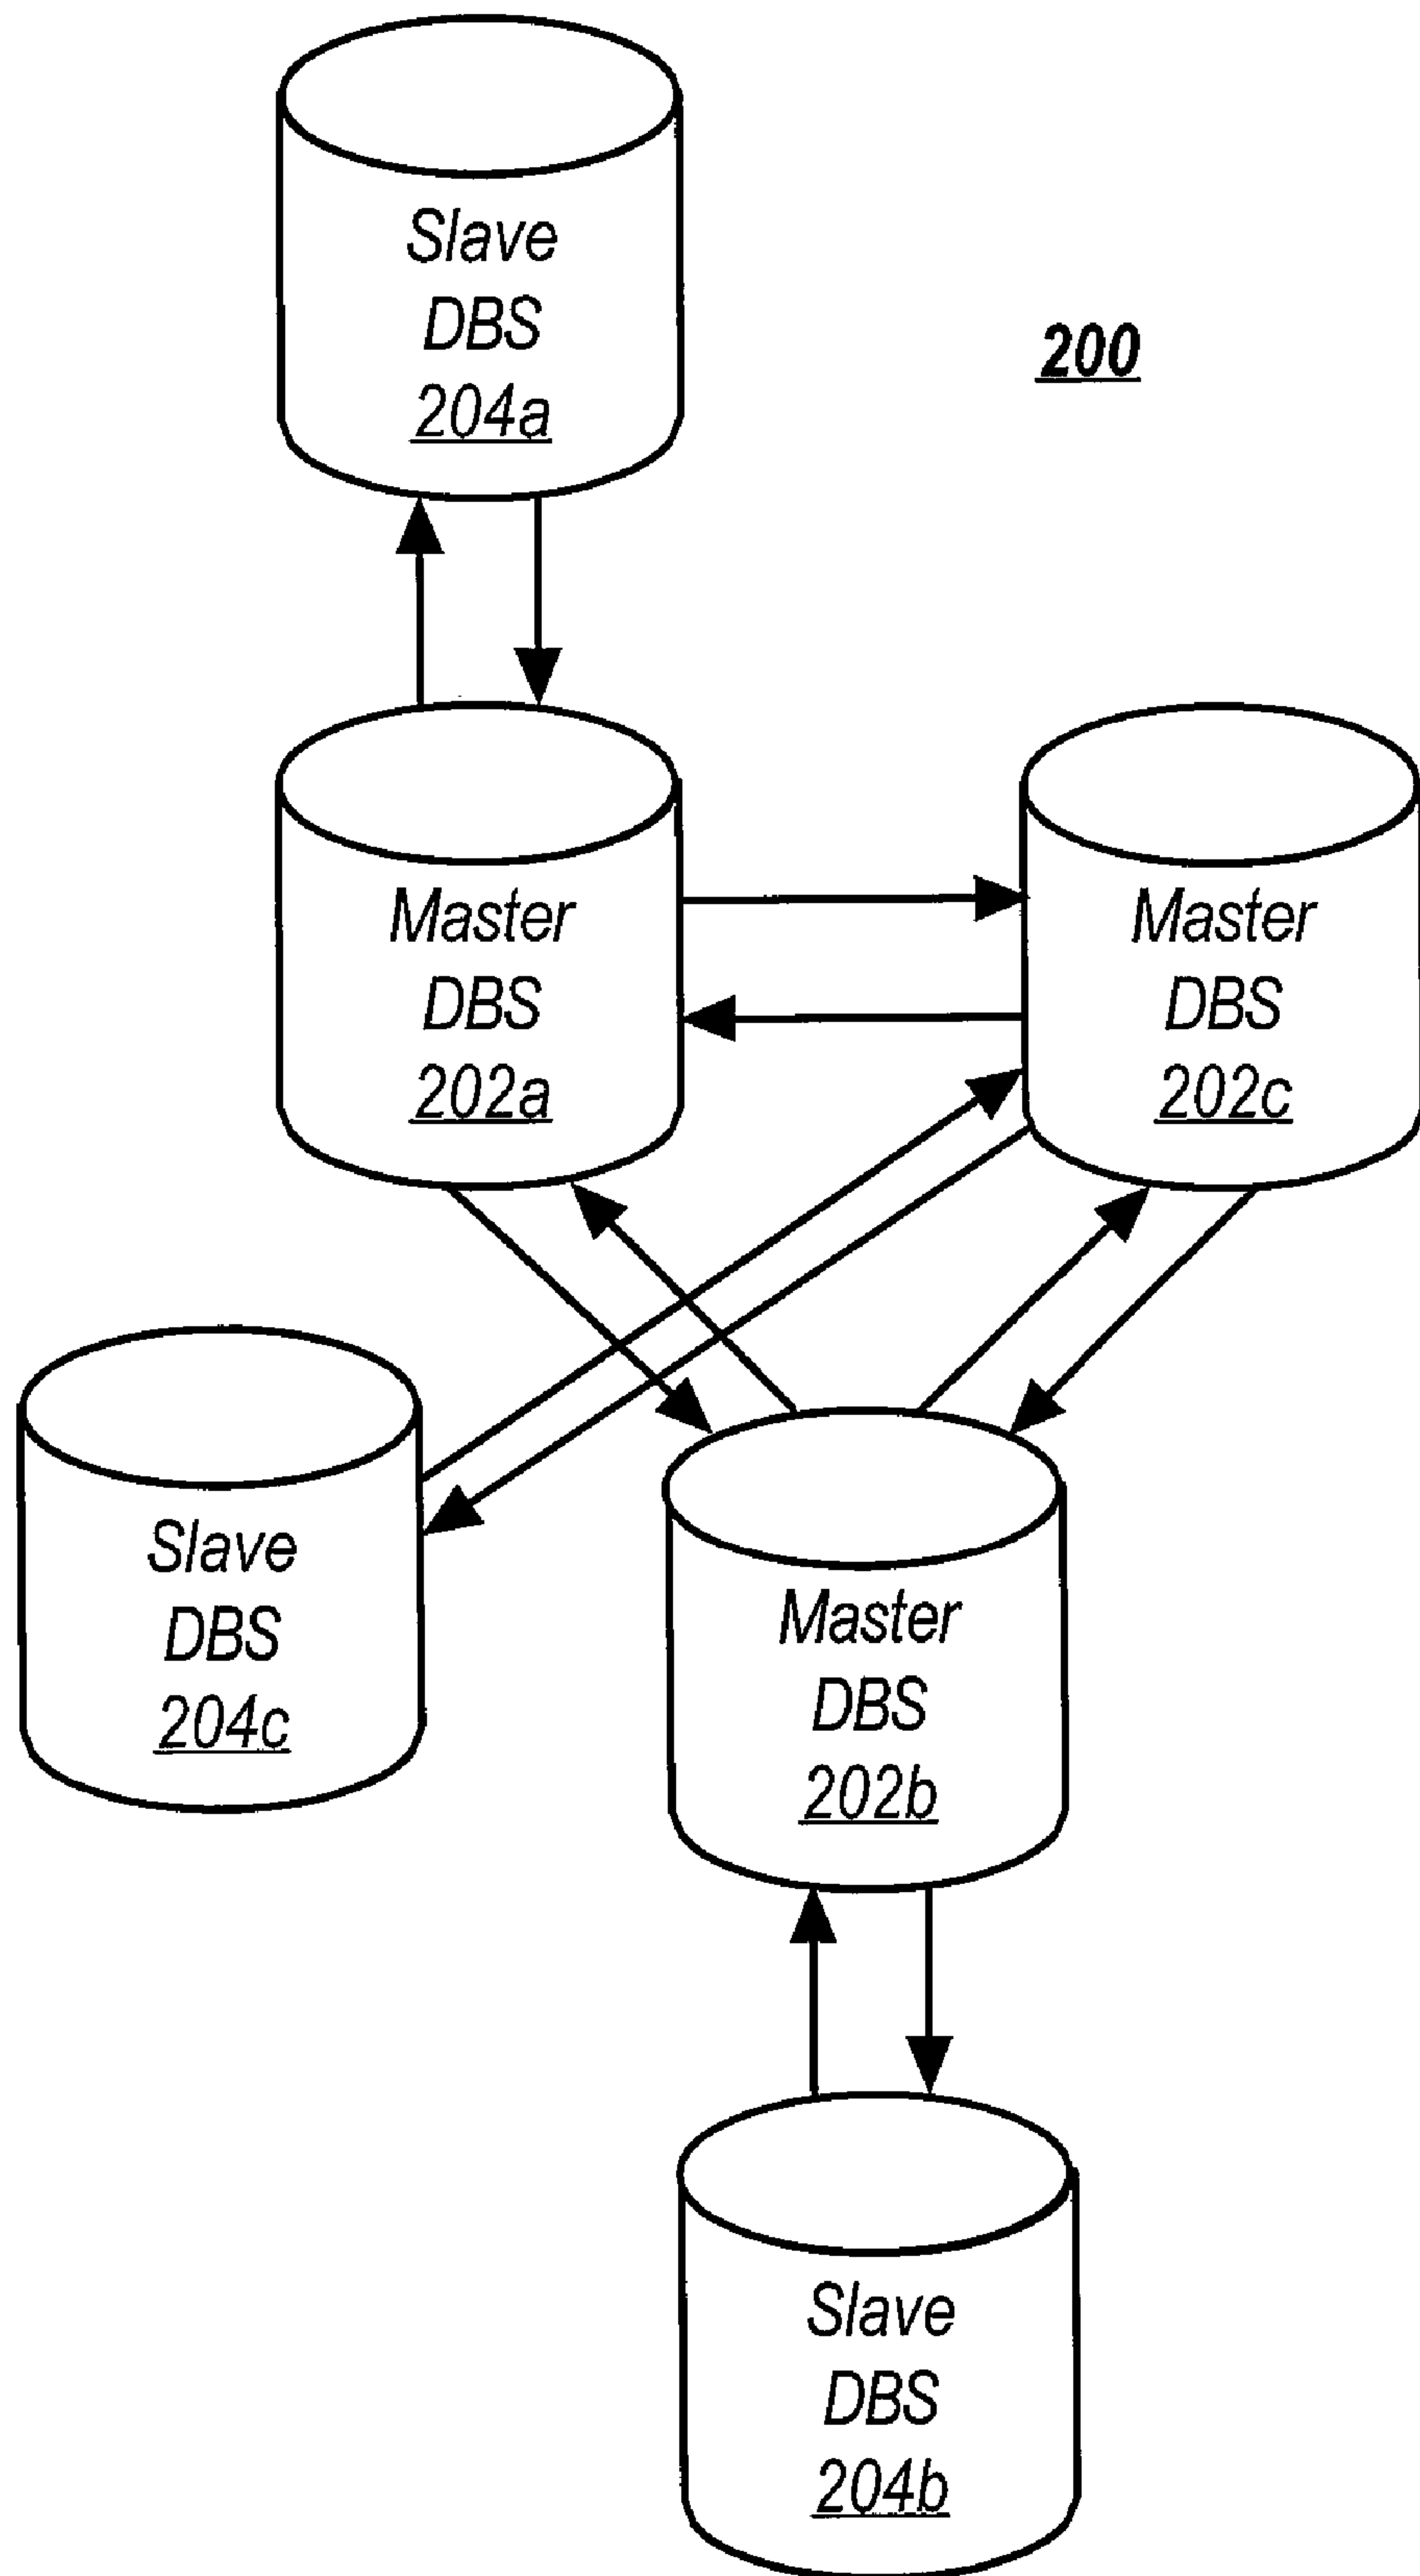 Slave
DBS
204a
200
Master
DBS
202a
Master
DBS
202c
Slave
DBS
204c
Master
DBS
202b
Slave
DBS
204b